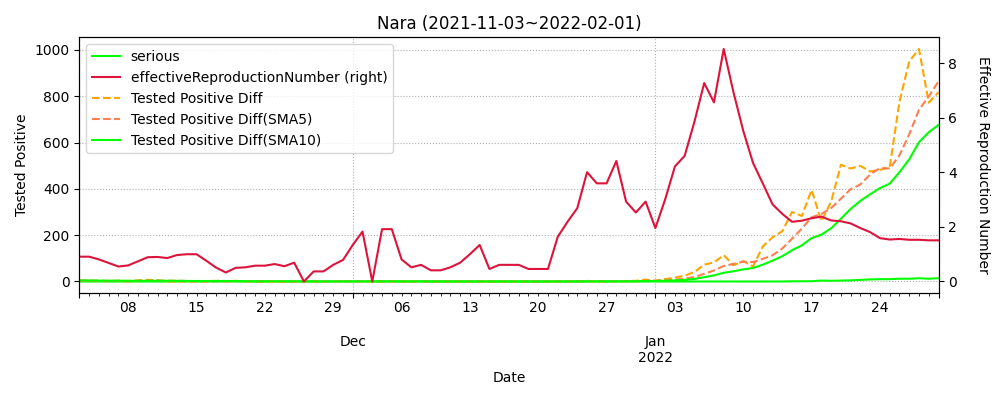 Nara (2021-11-03~2022-02-01)
serious
effectiveReproductionNumber (right)
Tested Positive Diff
Tested Positive Diff(SMA5)
Tested Positive Diff(SMA10)
Tested Positive
1000
800
600
400
200
0
Effective Reproduction Number
8
6
4
2
0
08 15 22 29 06 13 20 27 03 10 17 24
Dec Jan
2022
Date